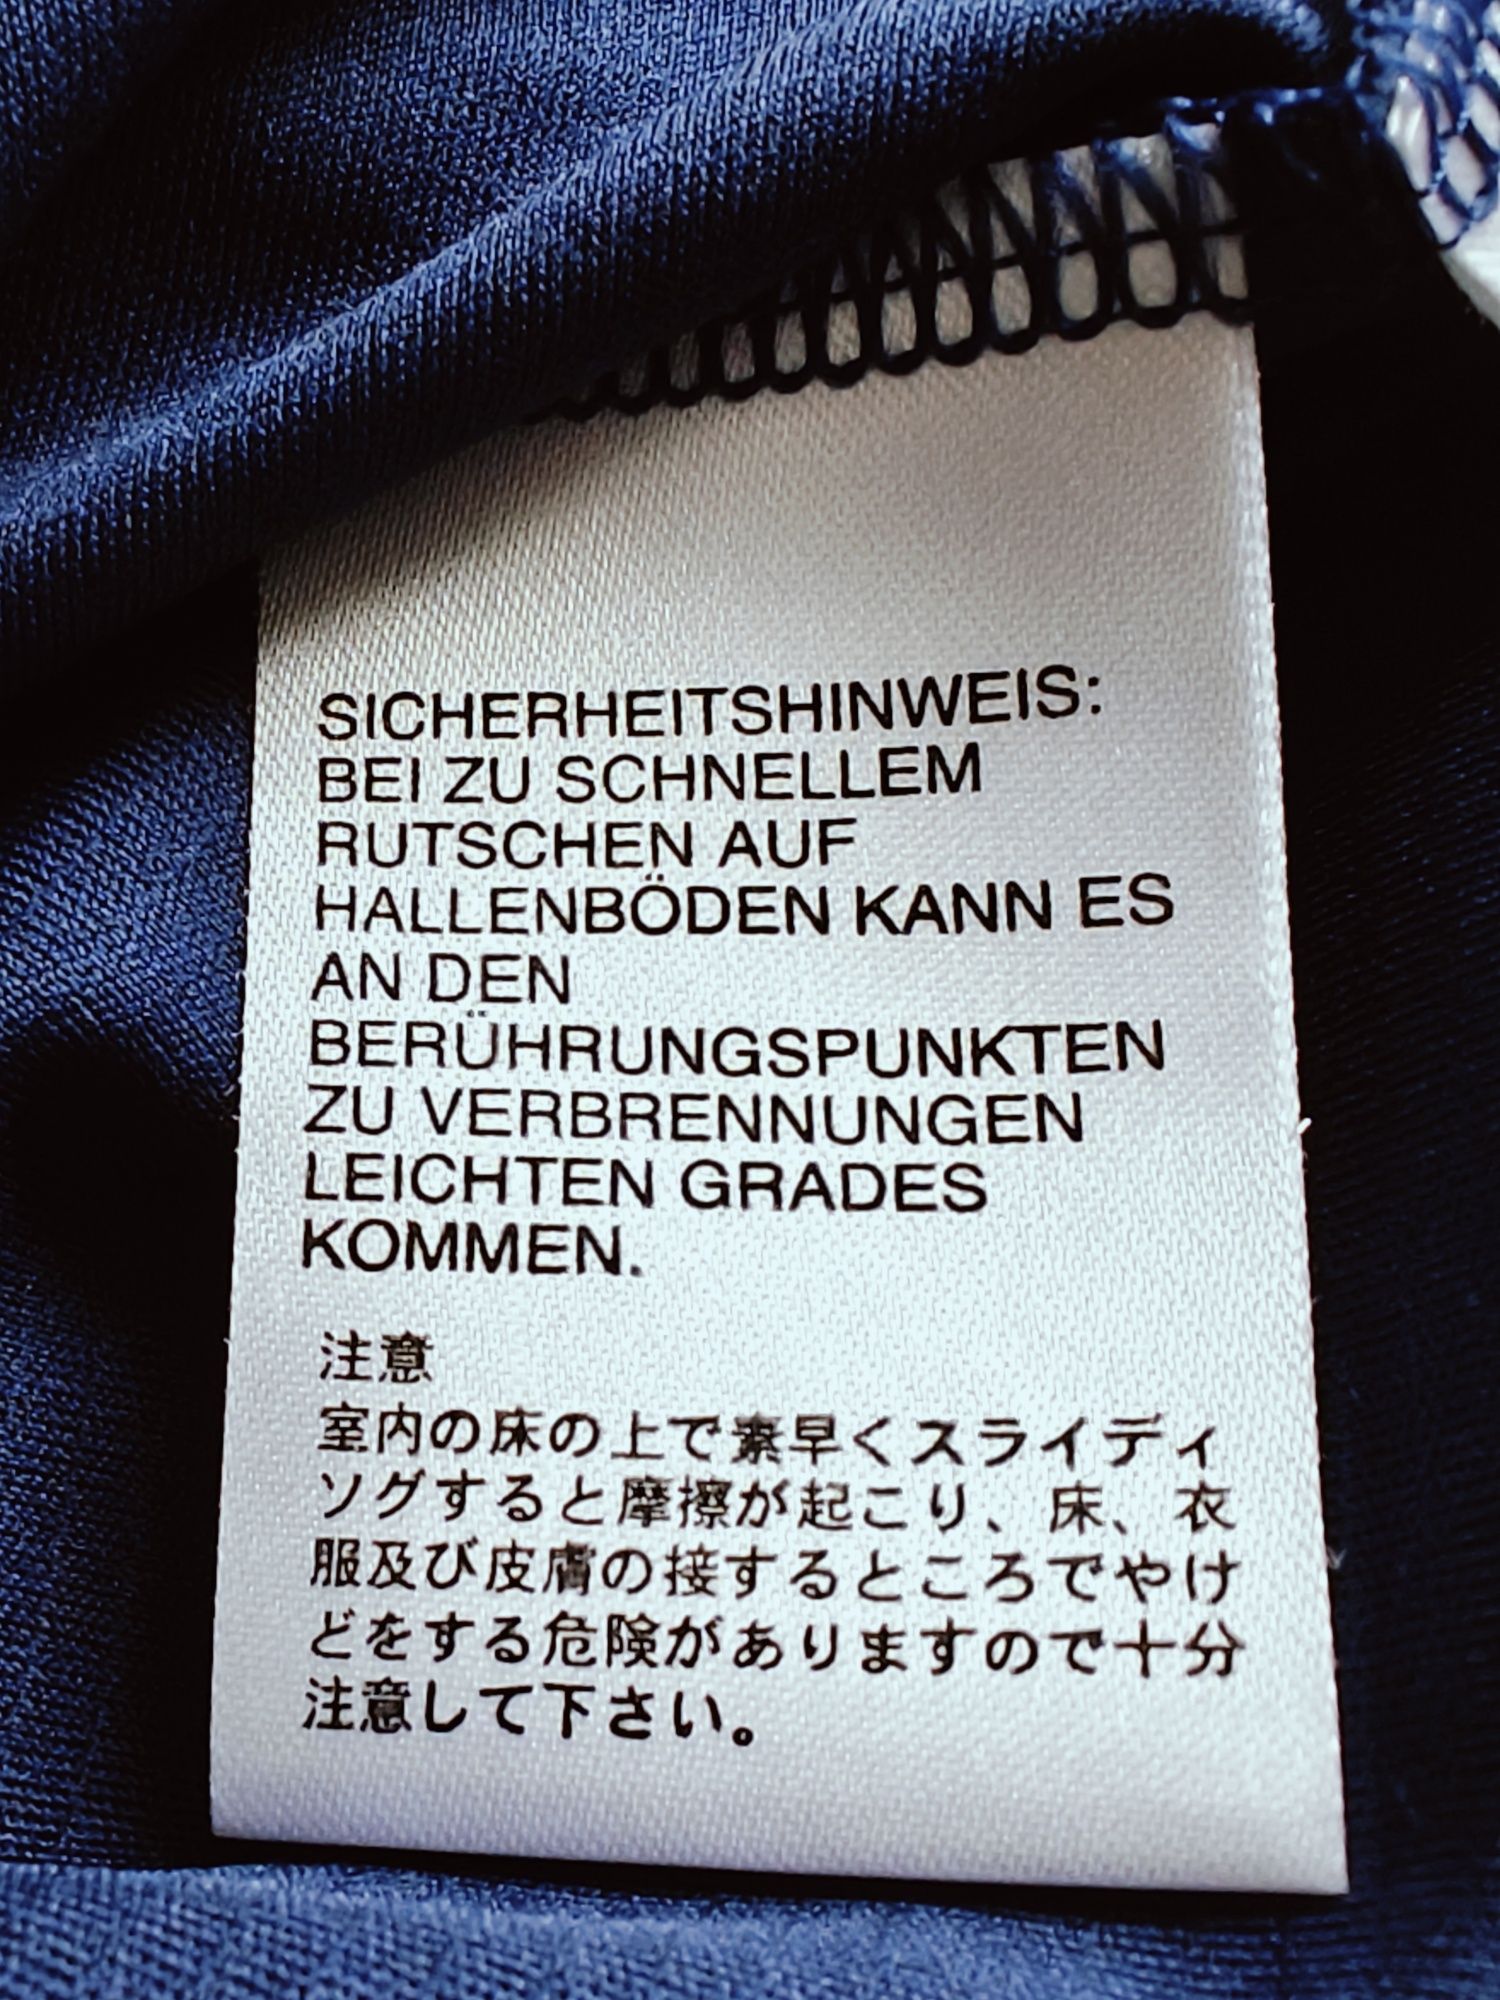 SICHERHEITSHINWEIS:
BEI ZU SCHNELLEM
RUTSCHEN AUF
HALLENBÖDEN KANN ES
AN DEN
BERÜHRUNGSPUNKTEN
ZU VERBRENNUNGEN
LEICHTEN GRADES
KOMMEN.
注意
室内の床の上で素早くスライディ
ソグすると摩擦が起こり、床、衣
服及び皮膚の接するところでやけ
どをする危険がありますので十分
注意して下さい。